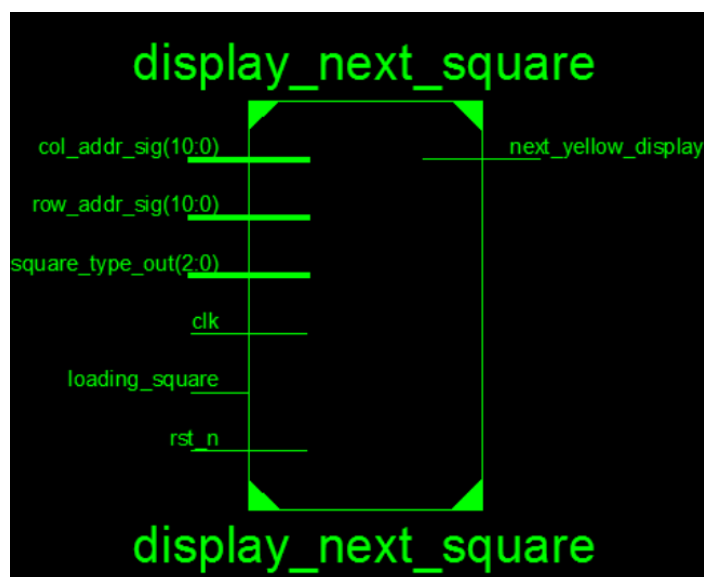 display_next_square
col_addr_sig(10:0)
next_yellow_display
row_addr_sig(10:0)
square_type_out(2:0)
clk
loading_square
rst_n
display_next_square